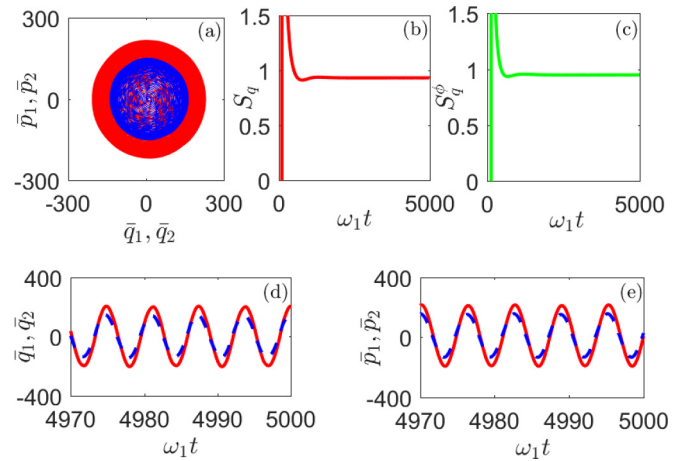 300
(a)
p̄₁, p̄₂
0
-300
-300
0
300
q̄₁, q̄₂
1.5
(b)
S_q
1
0.5
0
0
5000
ω₁t
1.5
(c)
S_q^ϕ
1
0.5
0
0
5000
ω₁t
400
(d)
q̄₁, q̄₂
0
-400
4970
4980
4990
5000
ω₁t
400
(e)
p̄₁, p̄₂
0
-400
4970
4980
4990
5000
ω₁t